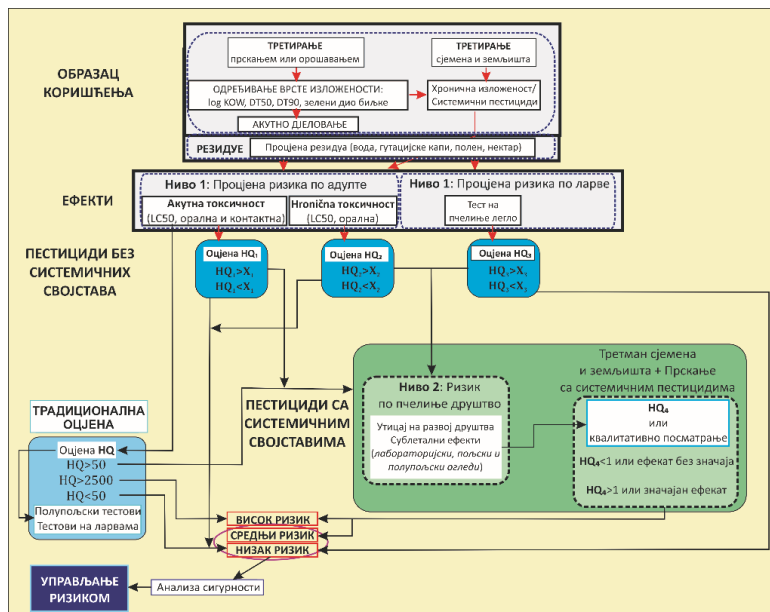 ОБРАЗАЦ
КОРИШЋЕЊА
ТРЕТИРАЊЕ
прскањем или орошавањем
ТРЕТИРАЊЕ
сјемена и земљишта
ОДРЕЂИВАЊЕ ВРСТЕ ИЗЛОЖЕНОСТИ:
log KOW, DT50, DT90, зелени дио биљке
Хронична изложеност/
Системични пестициди
АКУТНО ДЈЕЛОВАЊЕ
РЕЗИДУЕ
Процјена резидуа (вода, гутацијске капи, полен, нектар)
ЕФЕКТИ
Ниво 1: Процјена ризика по адулте
Акутна токсичност
(LC50, орална и контактна)
Hronična токсичност
(LC50, орална)
Ниво 1: Процјена ризика по ларве
Тест на
пчелиње легло
ПЕСТИЦИДИ БЕЗ
СИСТЕМИЧНИХ
СВОЈСТАВА
Оцјена HQ₁
HQ₁>X₁
HQ₁<X₁
Оцјена HQ₂
HQ₂>X₂
HQ₂<X₂
Оцјена HQ₃
HQ₃>X₃
HQ₃<X₃
Третман сјемена
и земљишта + Прскање
са системичним пестицидима
Ниво 2: Ризик
по пчелиње друштво
Утицај на развој друштва
Сублетални ефекти
(лабораторијски, пољски и
полупољски огледи)
HQ₄
или
квалитативно посматрање
HQ₄<1 или ефекат без значаја
HQ₄>1 или значајан ефекат
ПЕСТИЦИДИ СА
СИСТЕМИЧНИМ
СВОЈСТВИМА
ТРАДИЦИОНАЛНА
ОЦЈЕНА
Оцјена HQ
HQ>50
HQ>2500
HQ<50
Полупољски тестови
Тестови на ларвама
ВИСОК РИЗИК
СРЕДЊИ РИЗИК
НИЗАК РИЗИК
УПРАВЉАЊЕ
РИЗИКОМ
Анализа сигурности